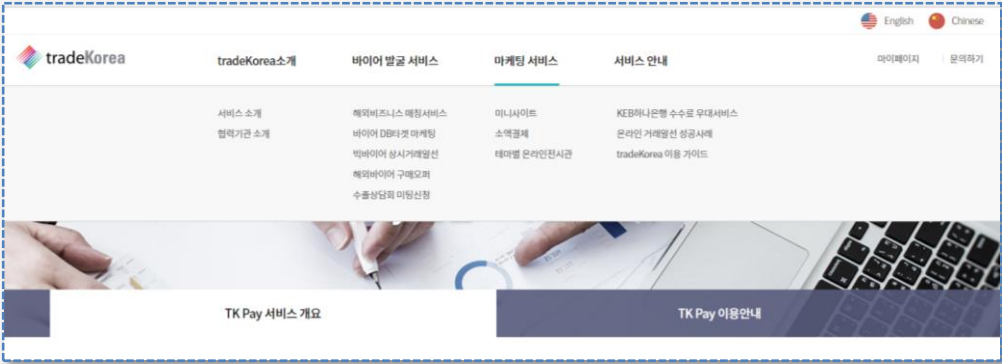 English Chinese
tradeKorea
tradeKorea소개 바이어 발굴 서비스 마케팅 서비스 서비스 안내 마이페이지 문의하기
서비스 소개 해외비즈니스 매칭서비스 미니사이트 KEB하나은행 수수료 우대서비스
협력기관 소개 바이어 DB타겟 마케팅 소액결제 온라인 거래알선 성공사례
빅바이어 상시거래알선 테마별 온라인전시관 tradeKorea 이용 가이드
해외바이어 구매오퍼
수출상담회 미팅신청
TK Pay 서비스 개요 TK Pay 이용안내